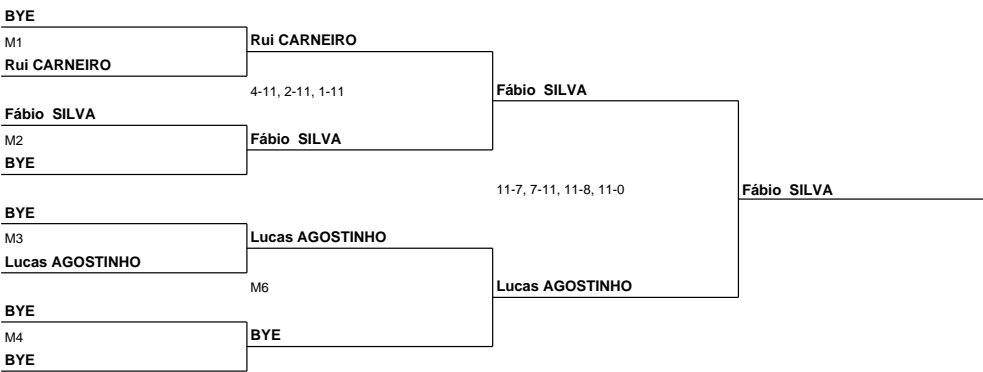 BYE
M1
Rui CARNEIRO
Rui CARNEIRO
4-11, 2-11, 1-11
Fábio  SILVA
Fábio  SILVA
M2
Fábio  SILVA
BYE
11-7, 7-11, 11-8, 11-0
Fábio  SILVA
BYE
M3
Lucas AGOSTINHO
Lucas AGOSTINHO
M6
Lucas AGOSTINHO
BYE
M4
BYE
BYE